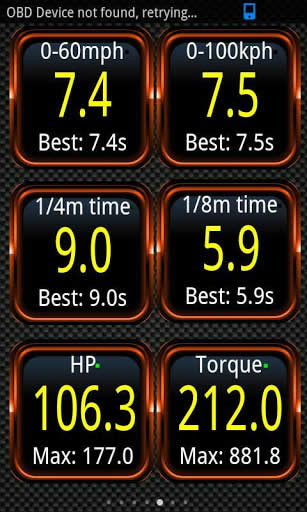 OBD Device not found, retrying...
0-60mph 0-100kph
7.4 7.5
Best: 7.4s Best: 7.5s
1/4m time 1/8m time
9.0 5.9
Best: 9.0s Best: 5.9s
HP Torque
106.3 212.0
Max: 177.0 Max: 881.8